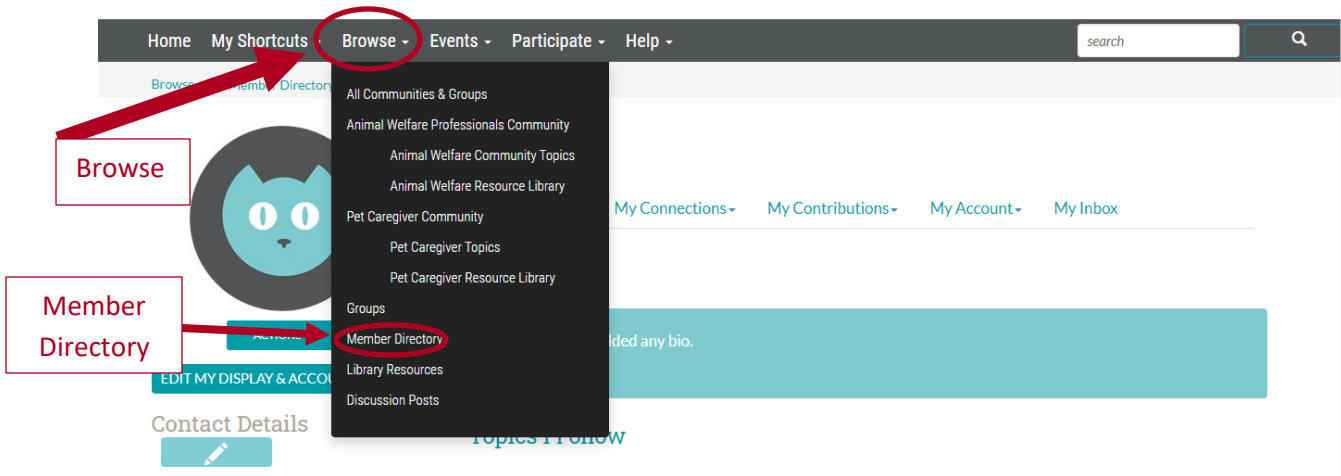 Home My Shortcuts Browse Events Participate Help search
Browse Member Directory
All Communities & Groups
Animal Welfare Professionals Community
Animal Welfare Community Topics
Browse
Animal Welfare Resource Library
Pet Caregiver Community
My Connections My Contributions My Account My Inbox
Pet Caregiver Topics
Pet Caregiver Resource Library
Groups
Member
Directory
ACTIONS
Member Directory
any bio.
Library Resources
EDIT MY DISPLAY &
Discussion Posts
Contact Details
Topics I Follow